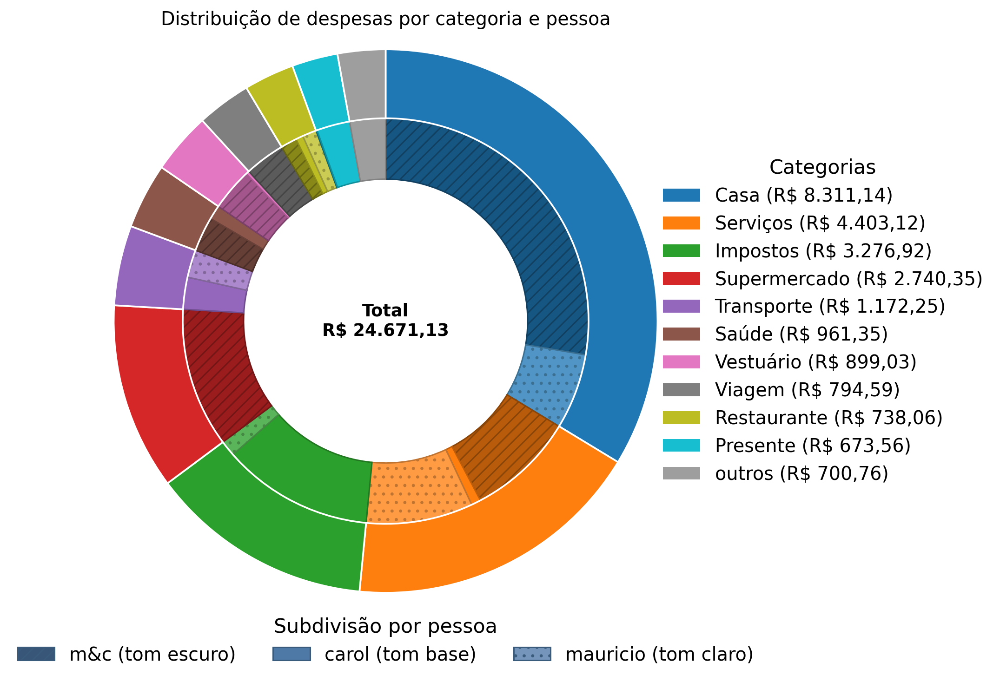 Distribuição de despesas por categoria e pessoa
Total
R$ 24.671,13
Categorias
Casa (R$ 8.311,14)
Serviços (R$ 4.403,12)
Impostos (R$ 3.276,92)
Supermercado (R$ 2.740,35)
Transporte (R$ 1.172,25)
Saúde (R$ 961,35)
Vestuário (R$ 899,03)
Viagem (R$ 794,59)
Restaurante (R$ 738,06)
Presente (R$ 673,56)
outros (R$ 700,76)
Subdivisão por pessoa
m&c (tom escuro)
carol (tom base)
mauricio (tom claro)